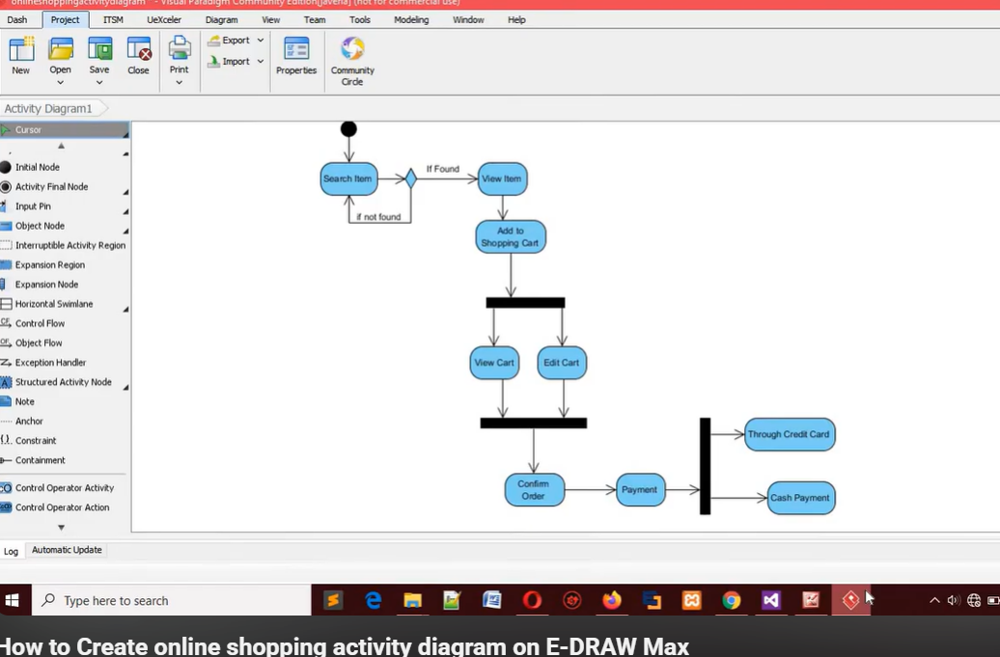 onlineshoppingactivitydiagram * - Visual Paradigm Community Edition[javeria] (not for commercial use)
Dash Project ITSM UeXceler Diagram View Team Tools Modeling Window Help
New Open Save Close Print Export Import Properties Community Circle
Activity Diagram1
Cursor
Initial Node
Activity Final Node
Input Pin
Object Node
Interruptible Activity Region
Expansion Region
Expansion Node
Horizontal Swimlane
Control Flow
Object Flow
Exception Handler
Structured Activity Node
Note
Anchor
Constraint
Containment
Control Operator Activity
Control Operator Action
Search Item
If Found
View Item
if not found
Add to
Shopping Cart
View Cart
Edit Cart
Confirm
Order
Payment
Through Credit Card
Cash Payment
Log Automatic Update
Type here to search
How to Create online shopping activity diagram on E-DRAW Max